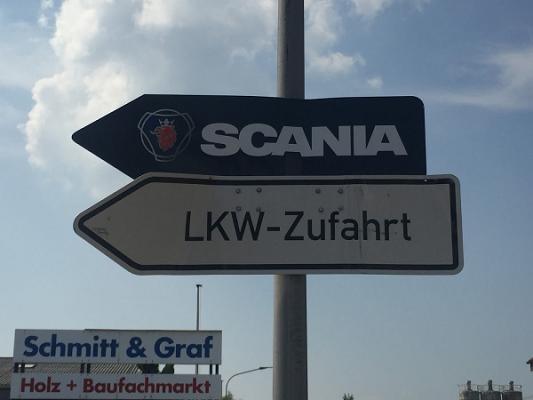 SCANIA
LKW-Zufahrt
Schmitt & Graf
Holz + Baufachmarkt